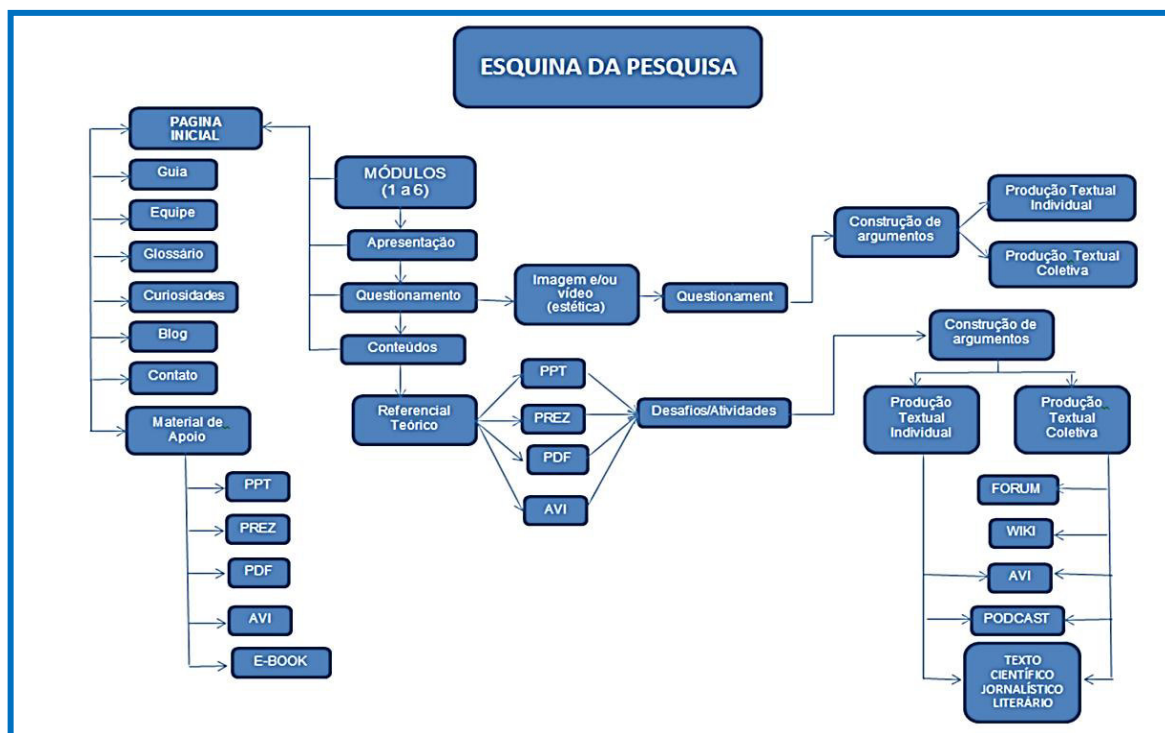 ESQUINA DA PESQUISA
PAGINA
INICIAL
Guia
Equipe
Glossário
Curiosidades
Blog
Contato
Material de
Apoio
PPT
PREZ
PDF
AVI
E-BOOK
MÓDULOS
(1 a 6)
Apresentação
Questionamento
Conteúdos
Referencial
Teórico
Imagem e/ou
vídeo
(estética)
Questionament
Construção de
argumentos
Produção Textual
Individual
Produção Textual
Coletiva
PPT
PREZ
PDF
AVI
Desafios/Atividades
Construção de
argumentos
Produção
Textual
Individual
Produção
Textual
Coletiva
FORUM
WIKI
AVI
PODCAST
TEXTO
CIENTÍFICO
JORNALÍSTICO
LITERÁRIO